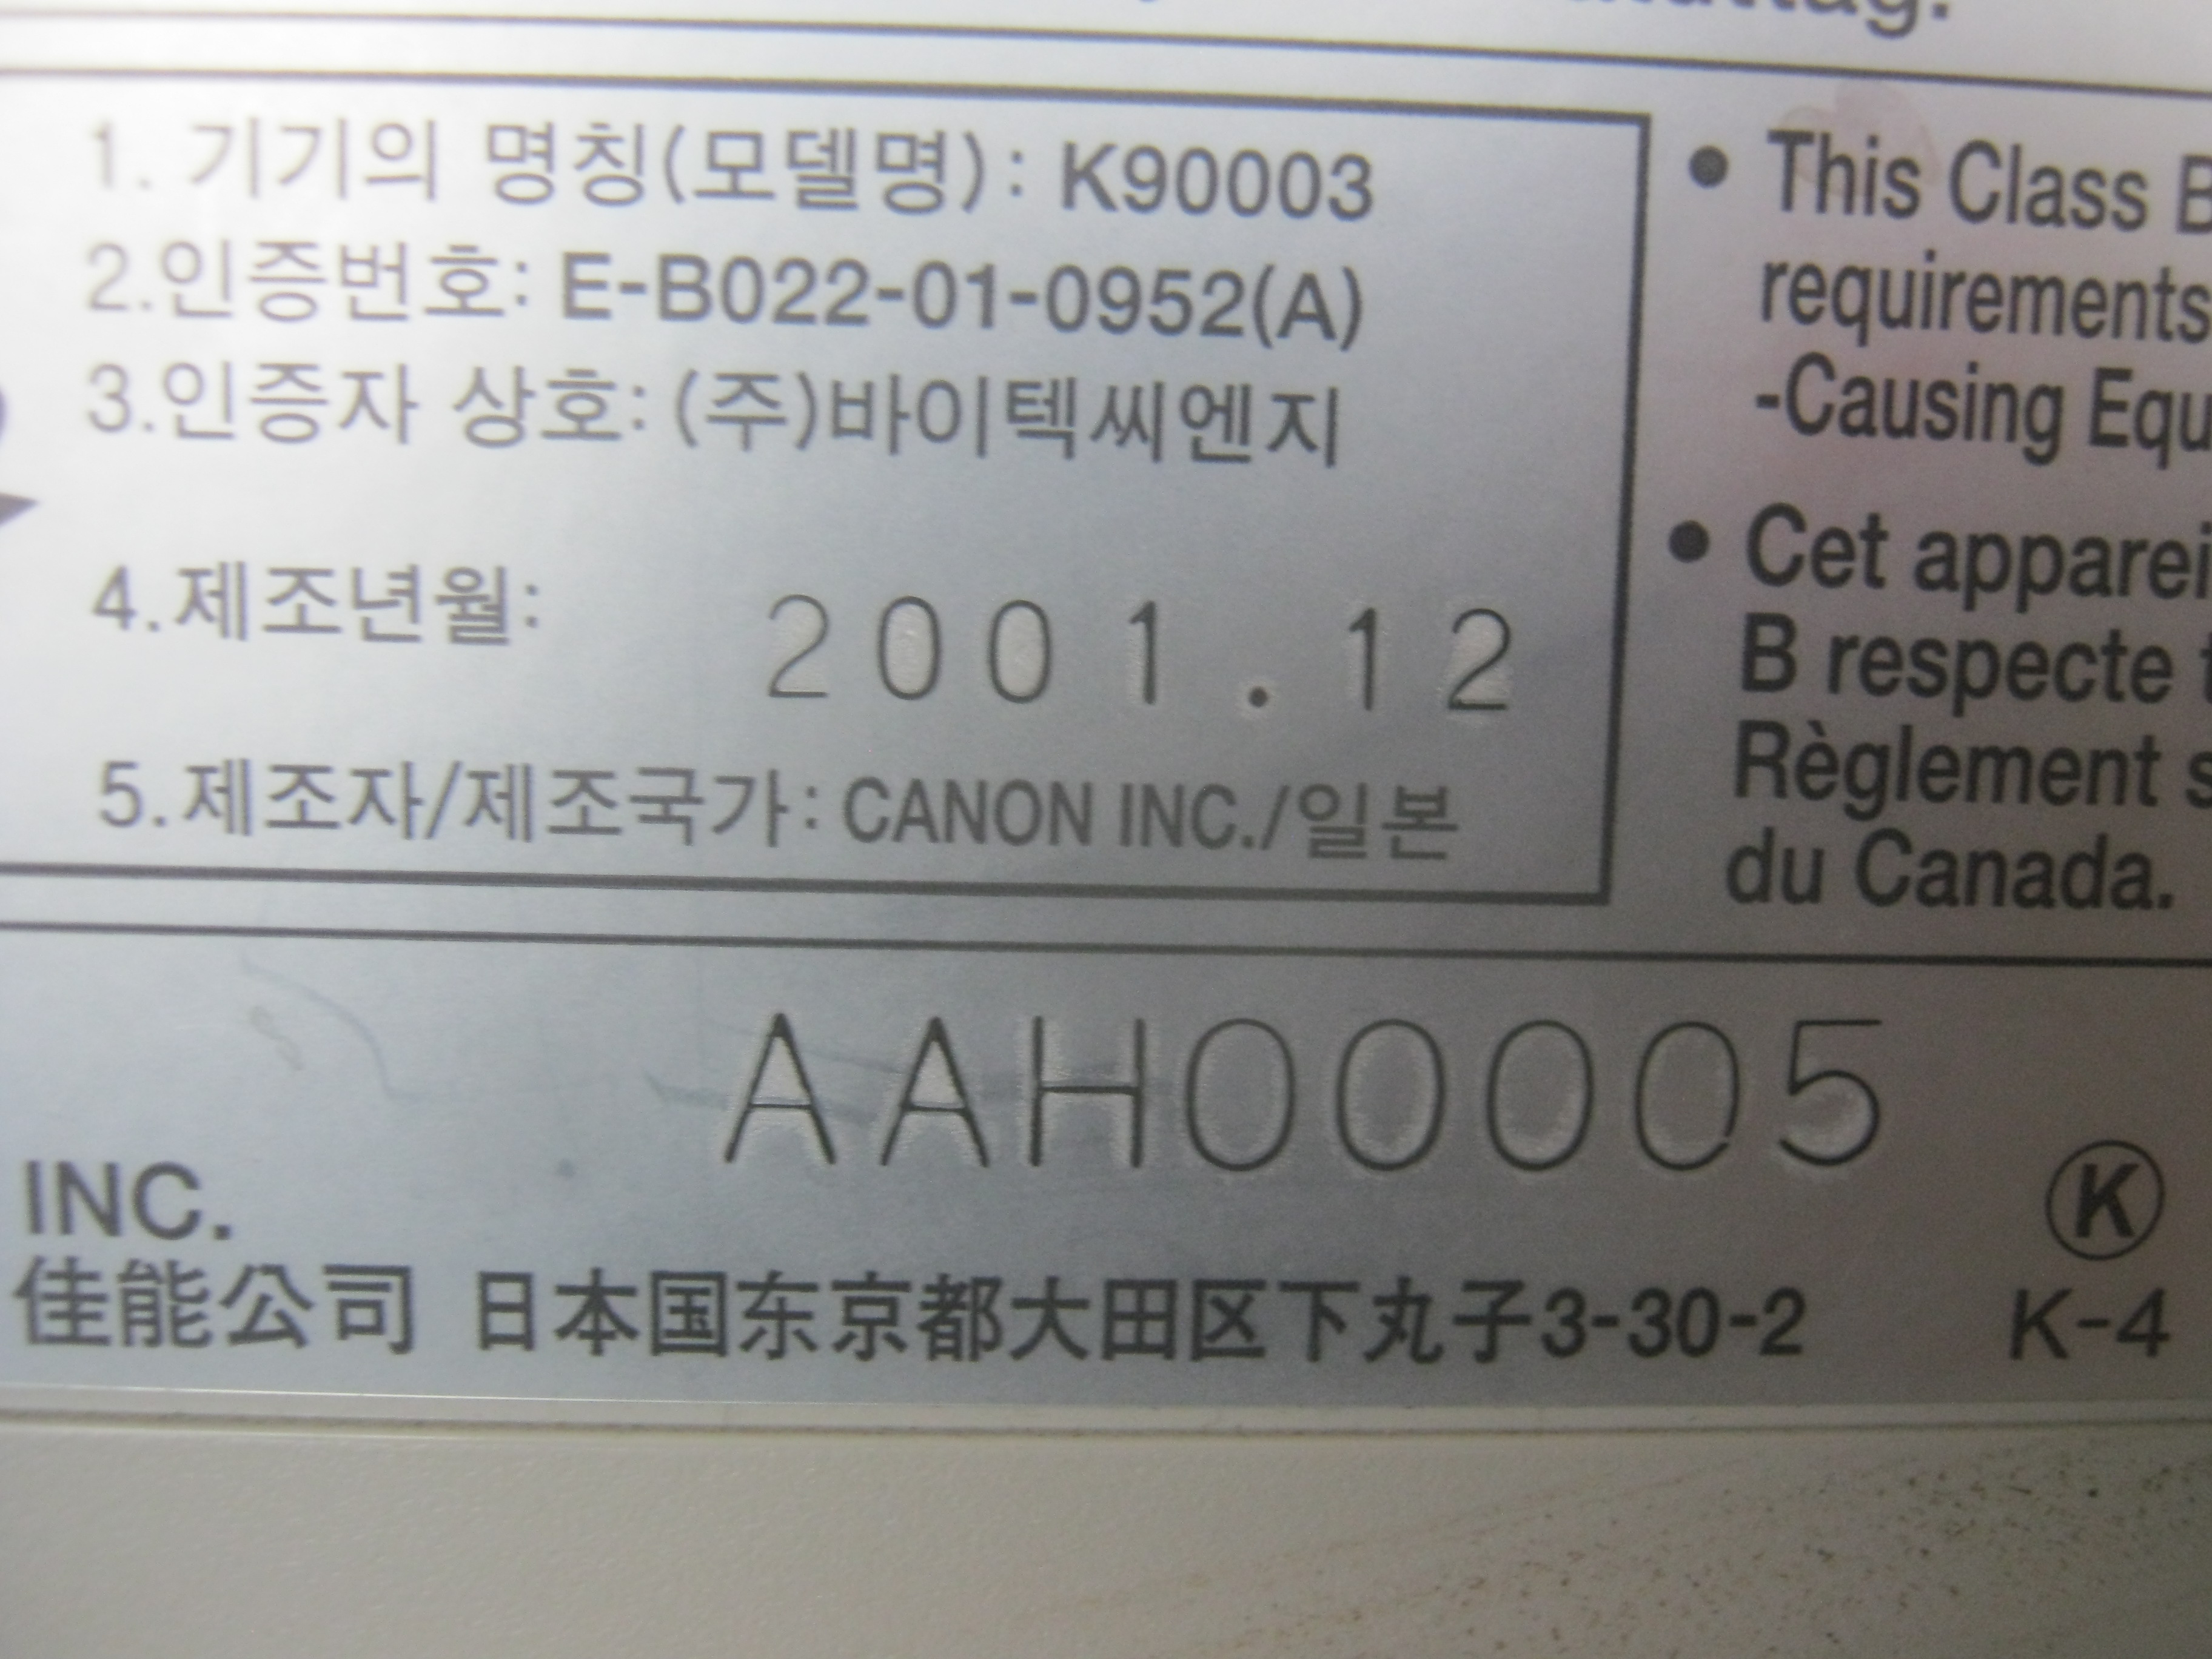 1. 기기의 명칭(모델명): K90003
2.인증번호: E-B022-01-0952(A)
3.인증자 상호: (주)바이텍씨엔지
4.제조년월: 2001.12
5.제조자/제조국가: CANON INC./일본
• This Class B
requirements
-Causing Equ
• Cet apparei
B respecte t
Règlement s
du Canada.
AAH00005
INC.
K
佳能公司 日本国东京都大田区下丸子3-30-2
K-4